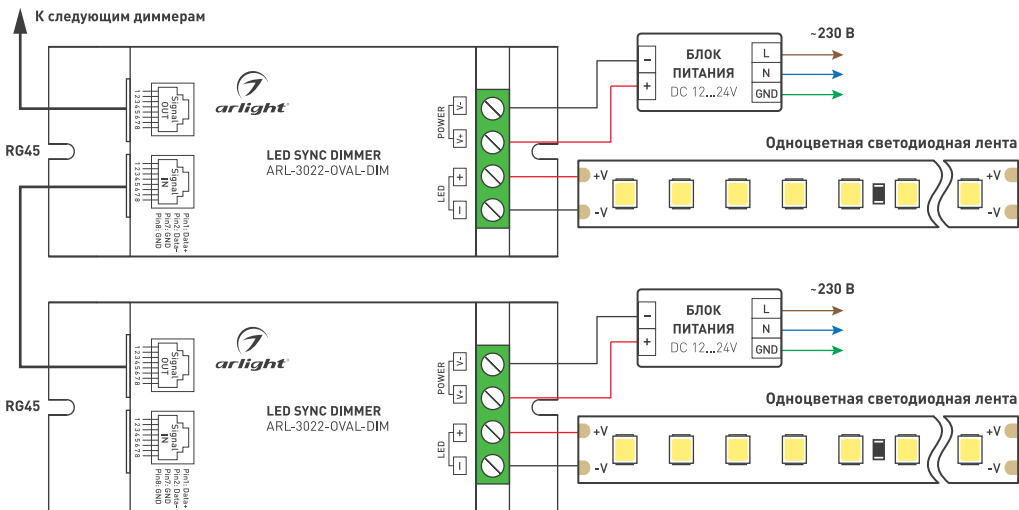 К следующим диммерам
RG45
12345678
Signal
OUT
12345678
Signal
IN
Pin1: Data+
Pin2: Data-
Pin7: GND
Pin8: GND
arlight
LED SYNC DIMMER
ARL-3022-OVAL-DIM
POWER
V-
V+
LED
+
–
–
+
БЛОК
ПИТАНИЯ
DC 12...24V
L
N
GND
~230 В
Одноцветная светодиодная лента
+V
-V
+V
-V
RG45
12345678
Signal
OUT
12345678
Signal
IN
Pin1: Data+
Pin2: Data-
Pin7: GND
Pin8: GND
arlight
LED SYNC DIMMER
ARL-3022-OVAL-DIM
POWER
V-
V+
LED
+
–
–
+
БЛОК
ПИТАНИЯ
DC 12...24V
L
N
GND
~230 В
Одноцветная светодиодная лента
+V
-V
+V
-V